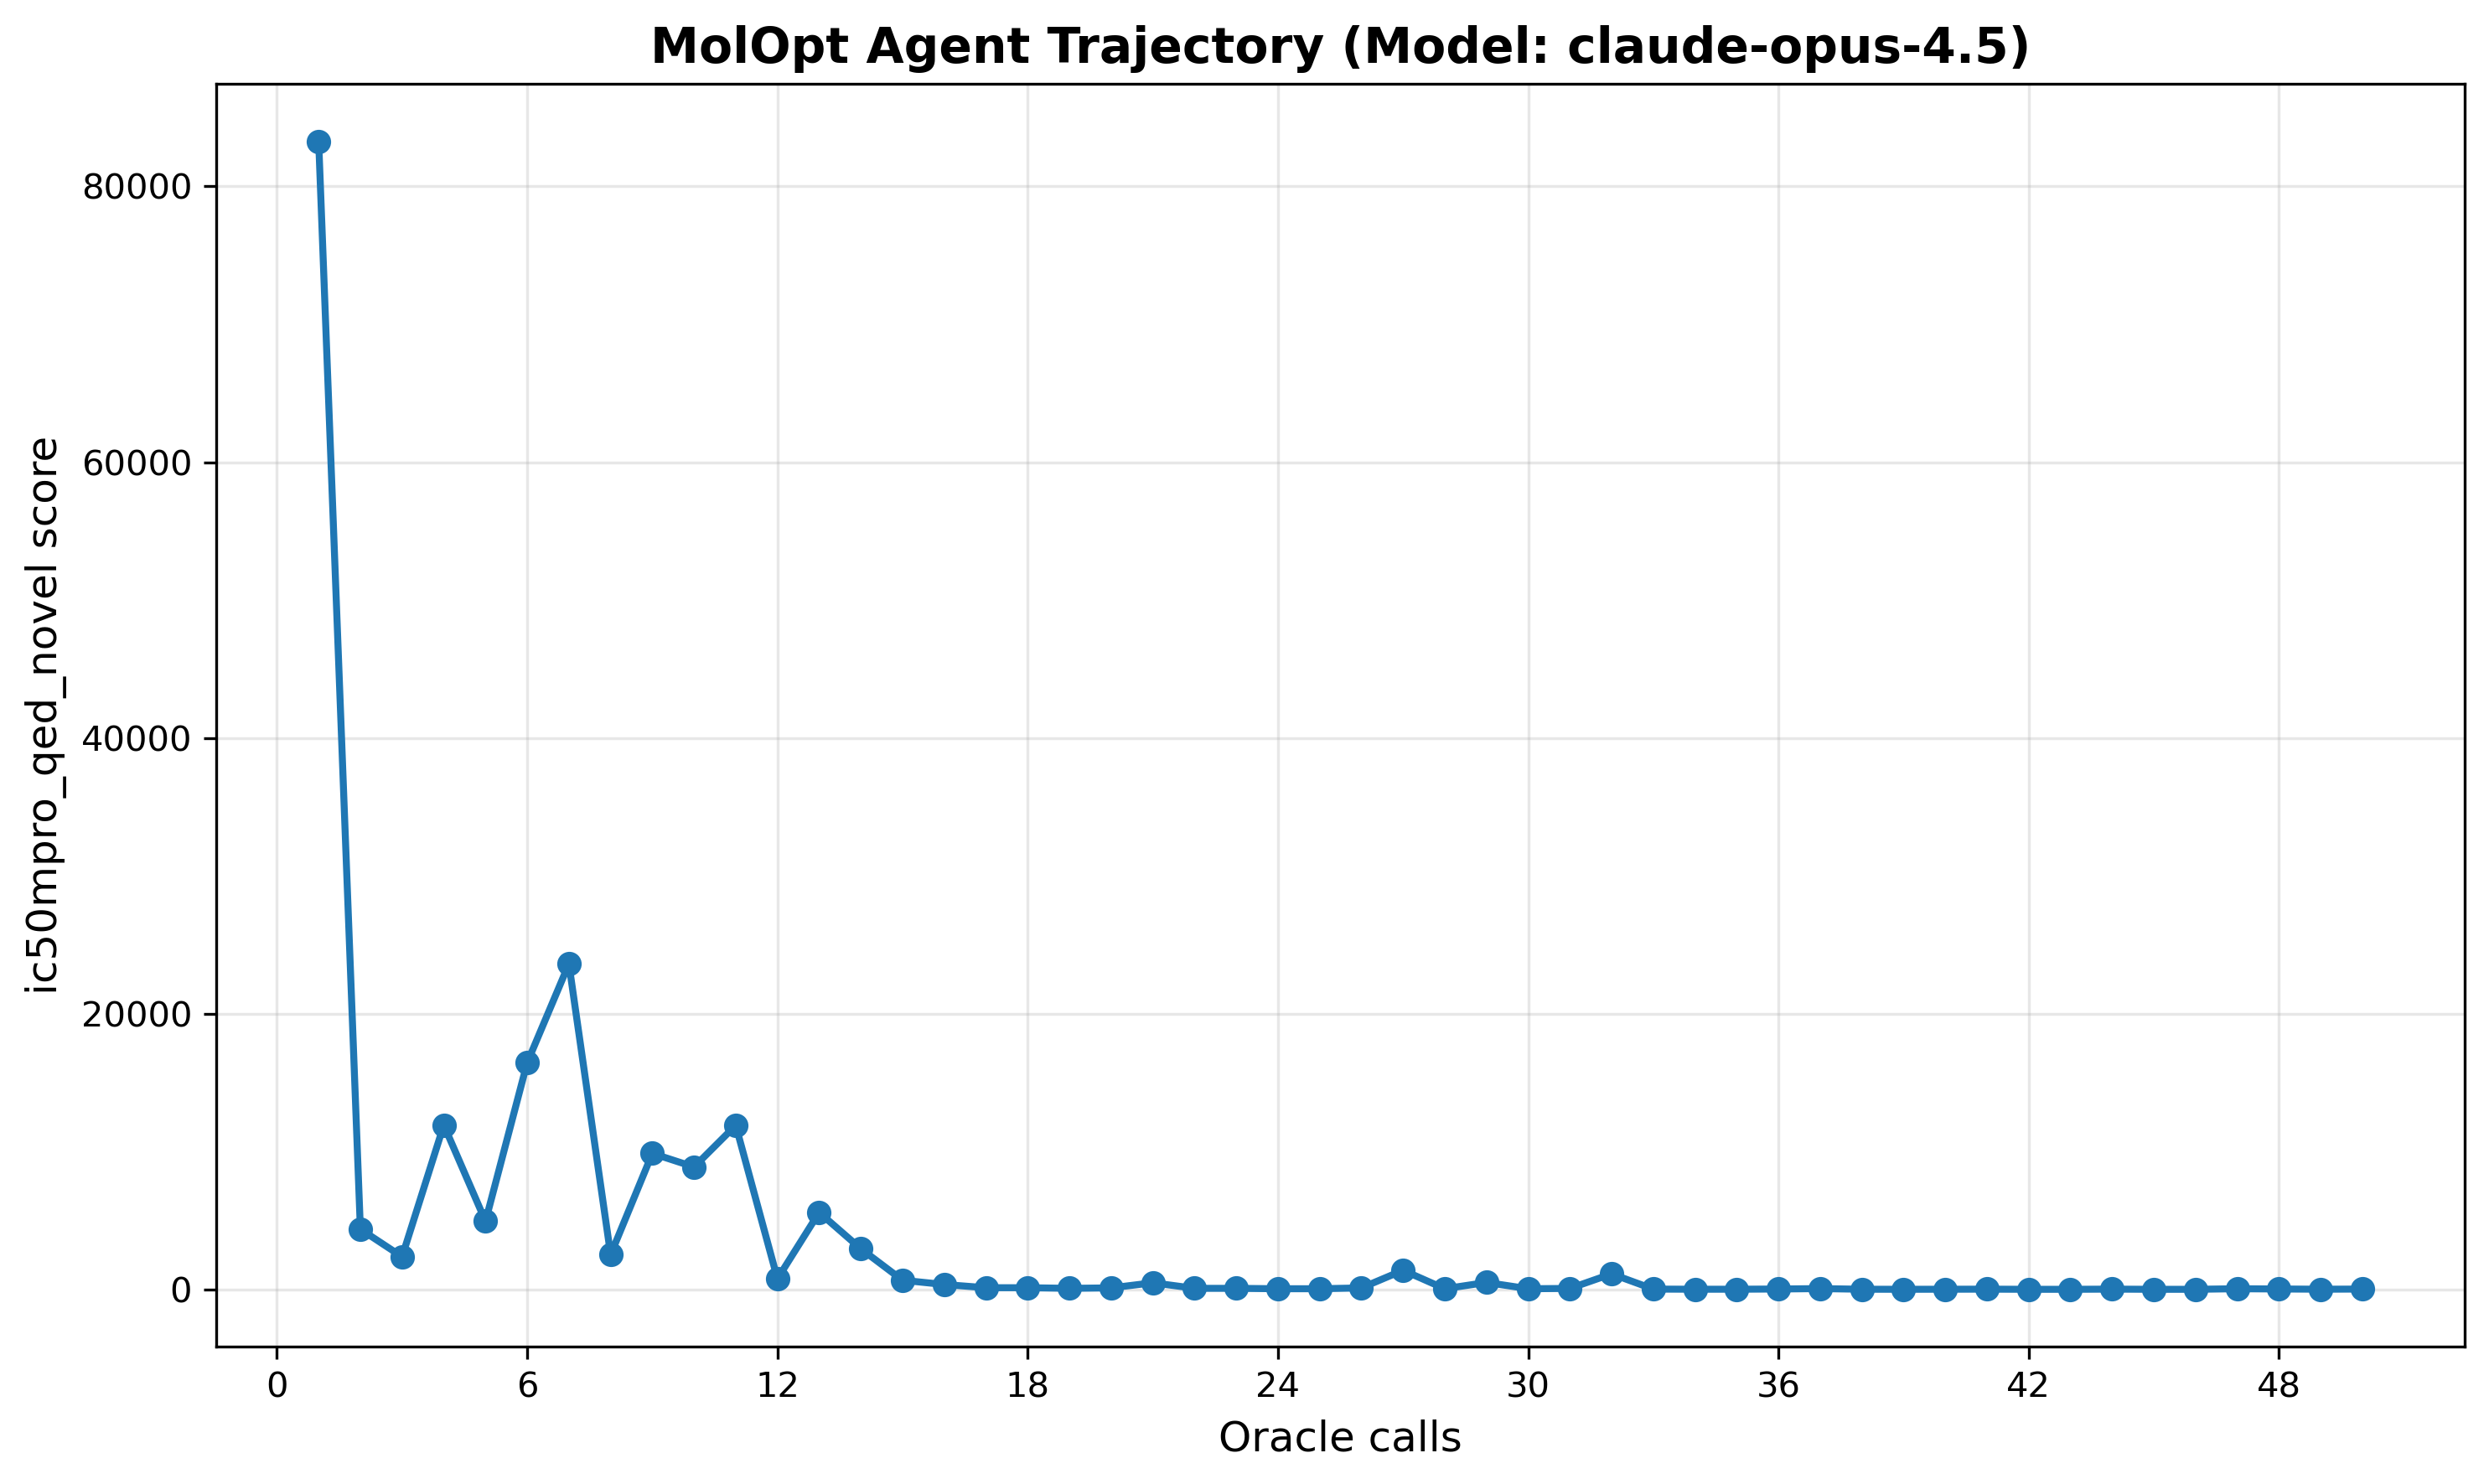 MolOpt Agent Trajectory (Model: claude-opus-4.5)
ic50mpro_qed_novel score
80000
60000
40000
20000
0
0 6 12 18 24 30 36 42 48
Oracle calls